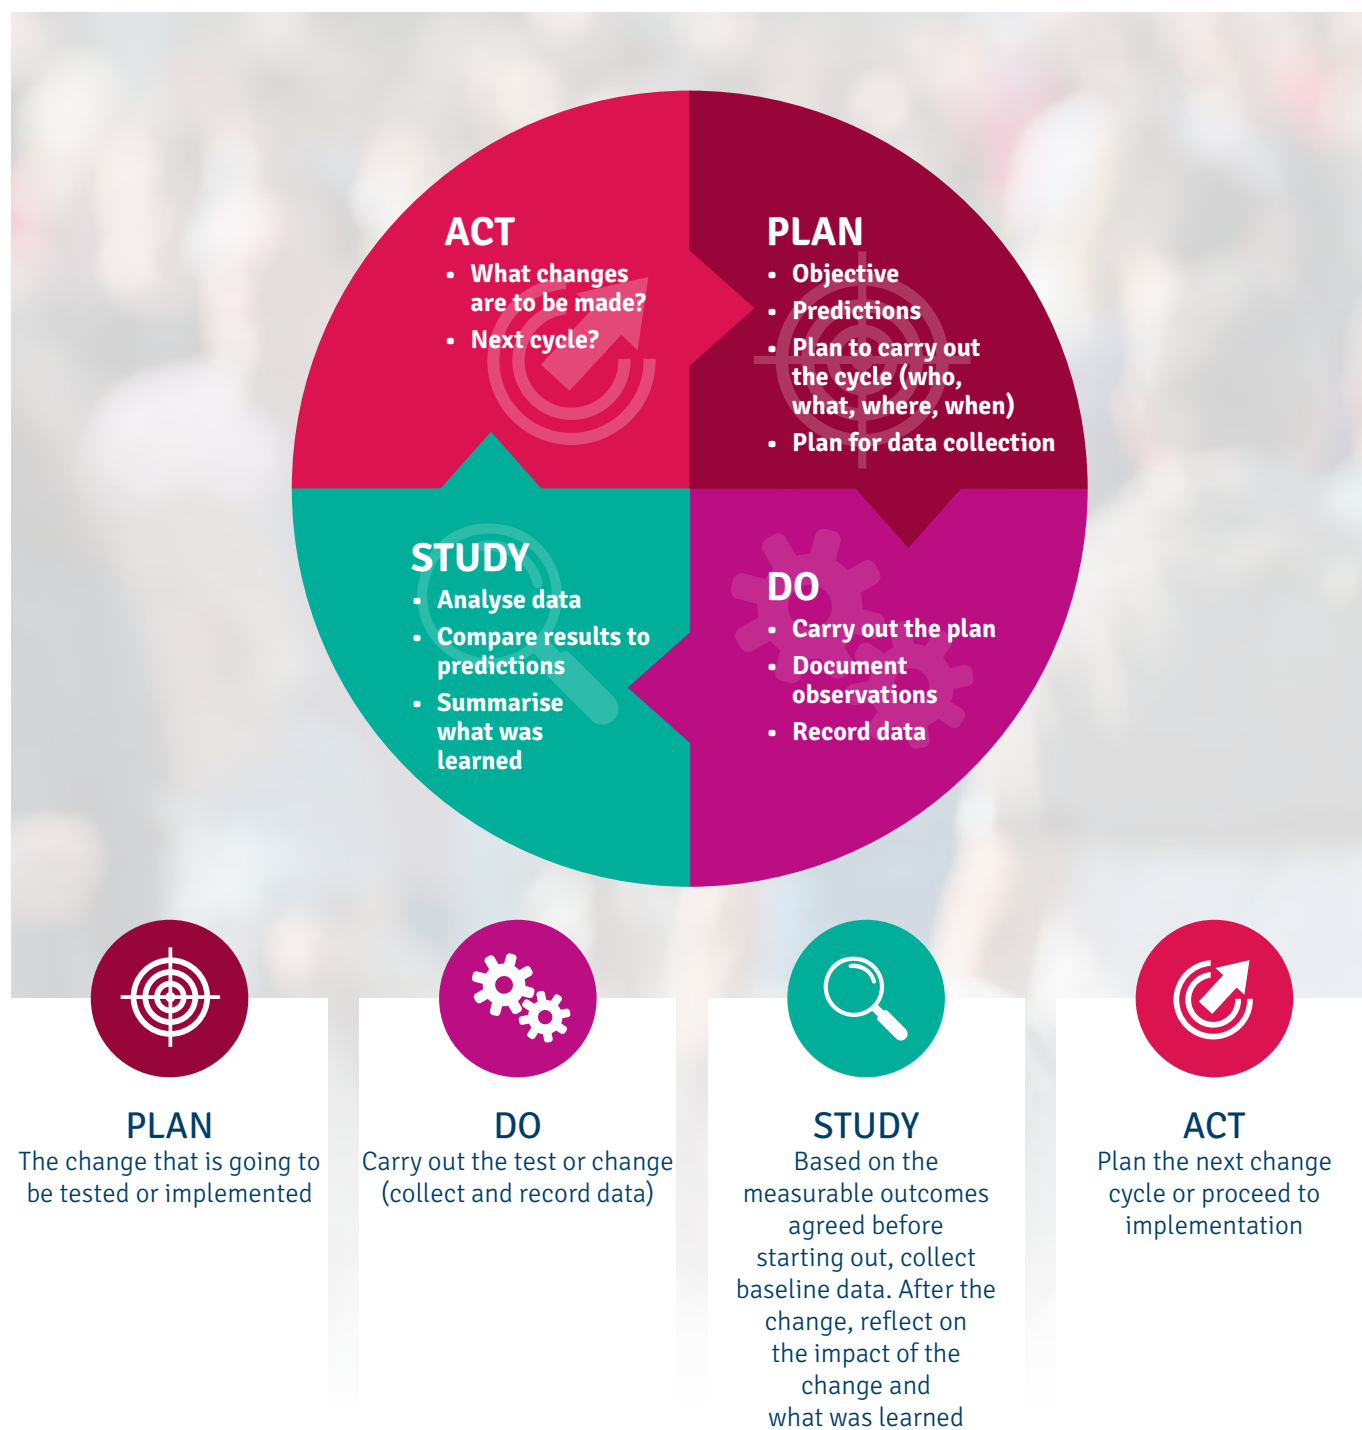 ACT
• What changes
are to be made?
• Next cycle?
PLAN
• Objective
• Predictions
• Plan to carry out
the cycle (who,
what, where, when)
• Plan for data collection
STUDY
• Analyse data
• Compare results to
predictions
• Summarise
what was
learned
DO
• Carry out the plan
• Document
observations
• Record data
PLAN
The change that is going to
be tested or implemented
DO
Carry out the test or change
(collect and record data)
STUDY
Based on the
measurable outcomes
agreed before
starting out, collect
baseline data. After the
change, reflect on
the impact of the
change and
what was learned
ACT
Plan the next change
cycle or proceed to
implementation